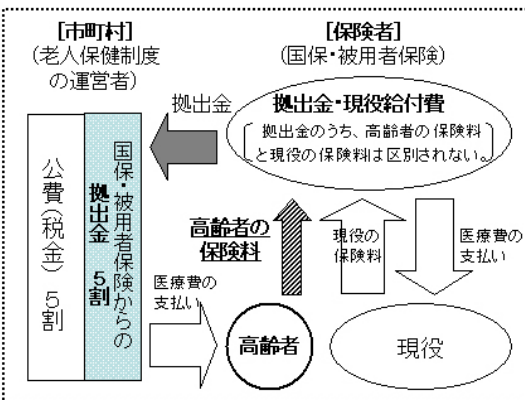 [市町村]
(老人保健制度
の運営者)
[保険者]
(国保・被用者保険)
拠出金
拠出金・現役給付費
拠出金のうち、高齢者の保険料
と現役の保険料は区別されない。
公費(税金) 5割
国保・被用者保険からの
拠出金 5割
高齢者の
保険料
現役の
保険料
医療費の
支払い
医療費の
支払い
高齢者
現役